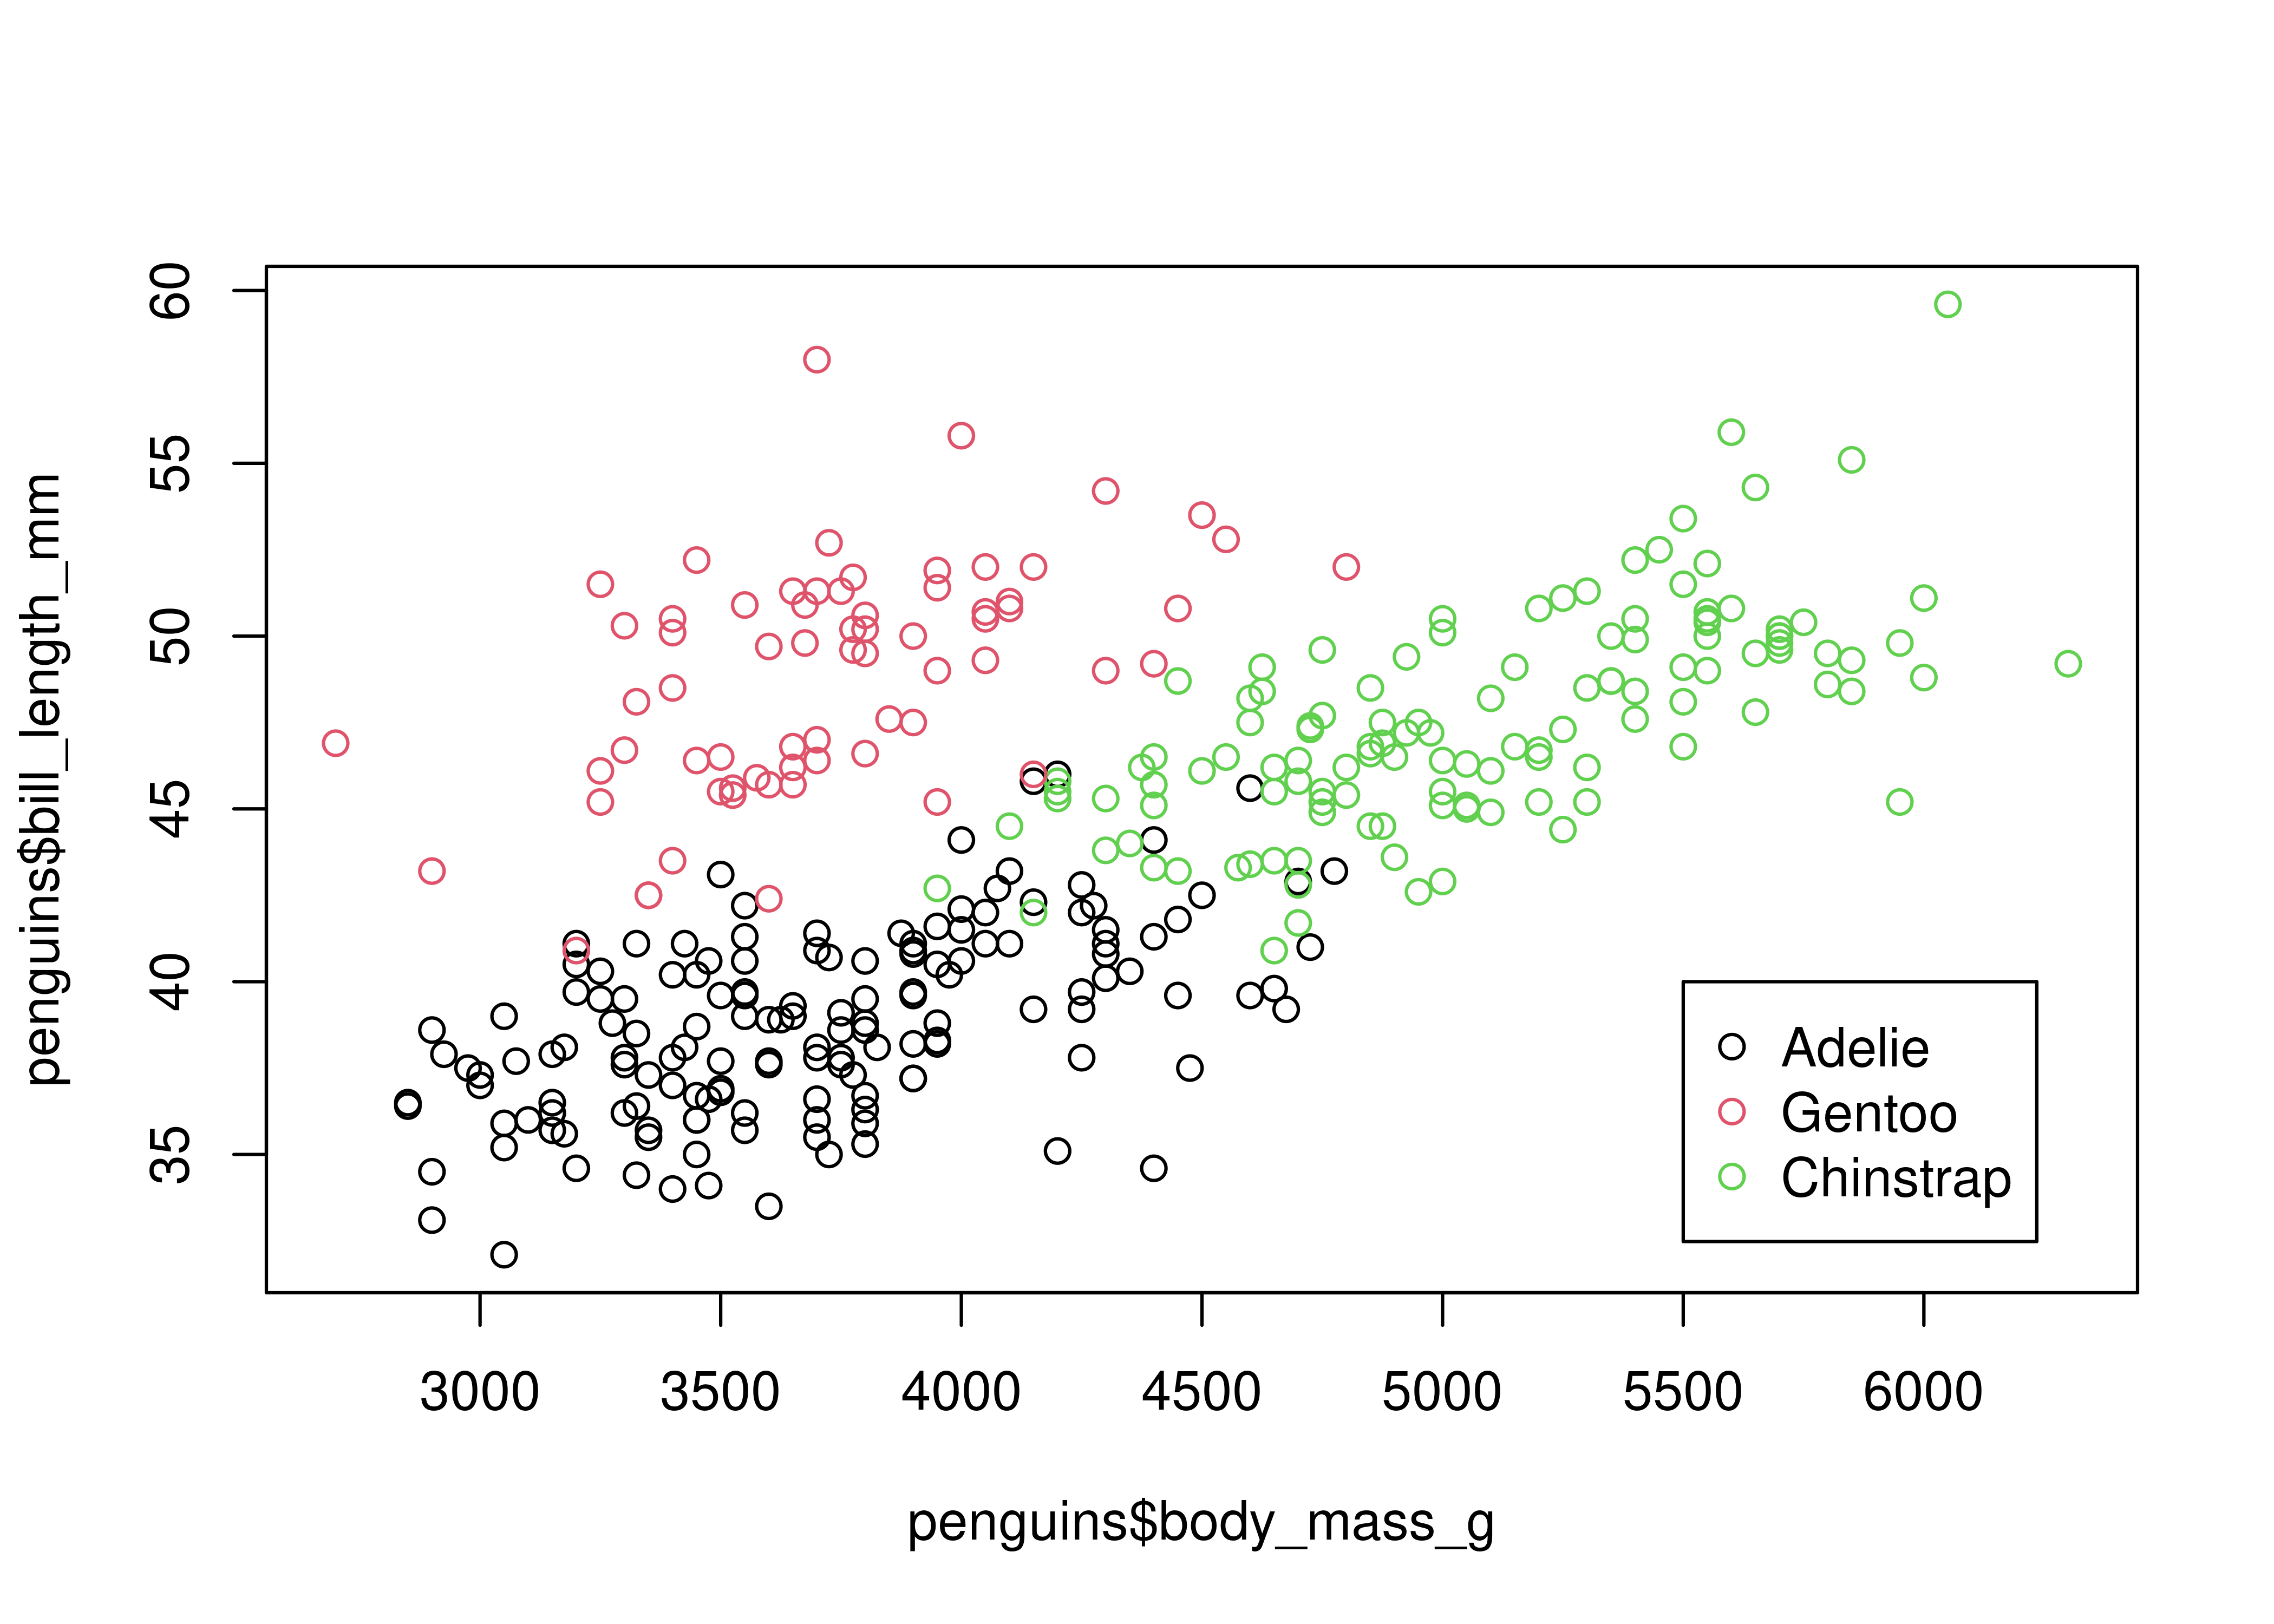 penguins$bill_length_mm
60
55
50
45
40
35
Adelie
Gentoo
Chinstrap
3000 3500 4000 4500 5000 5500 6000
penguins$body_mass_g